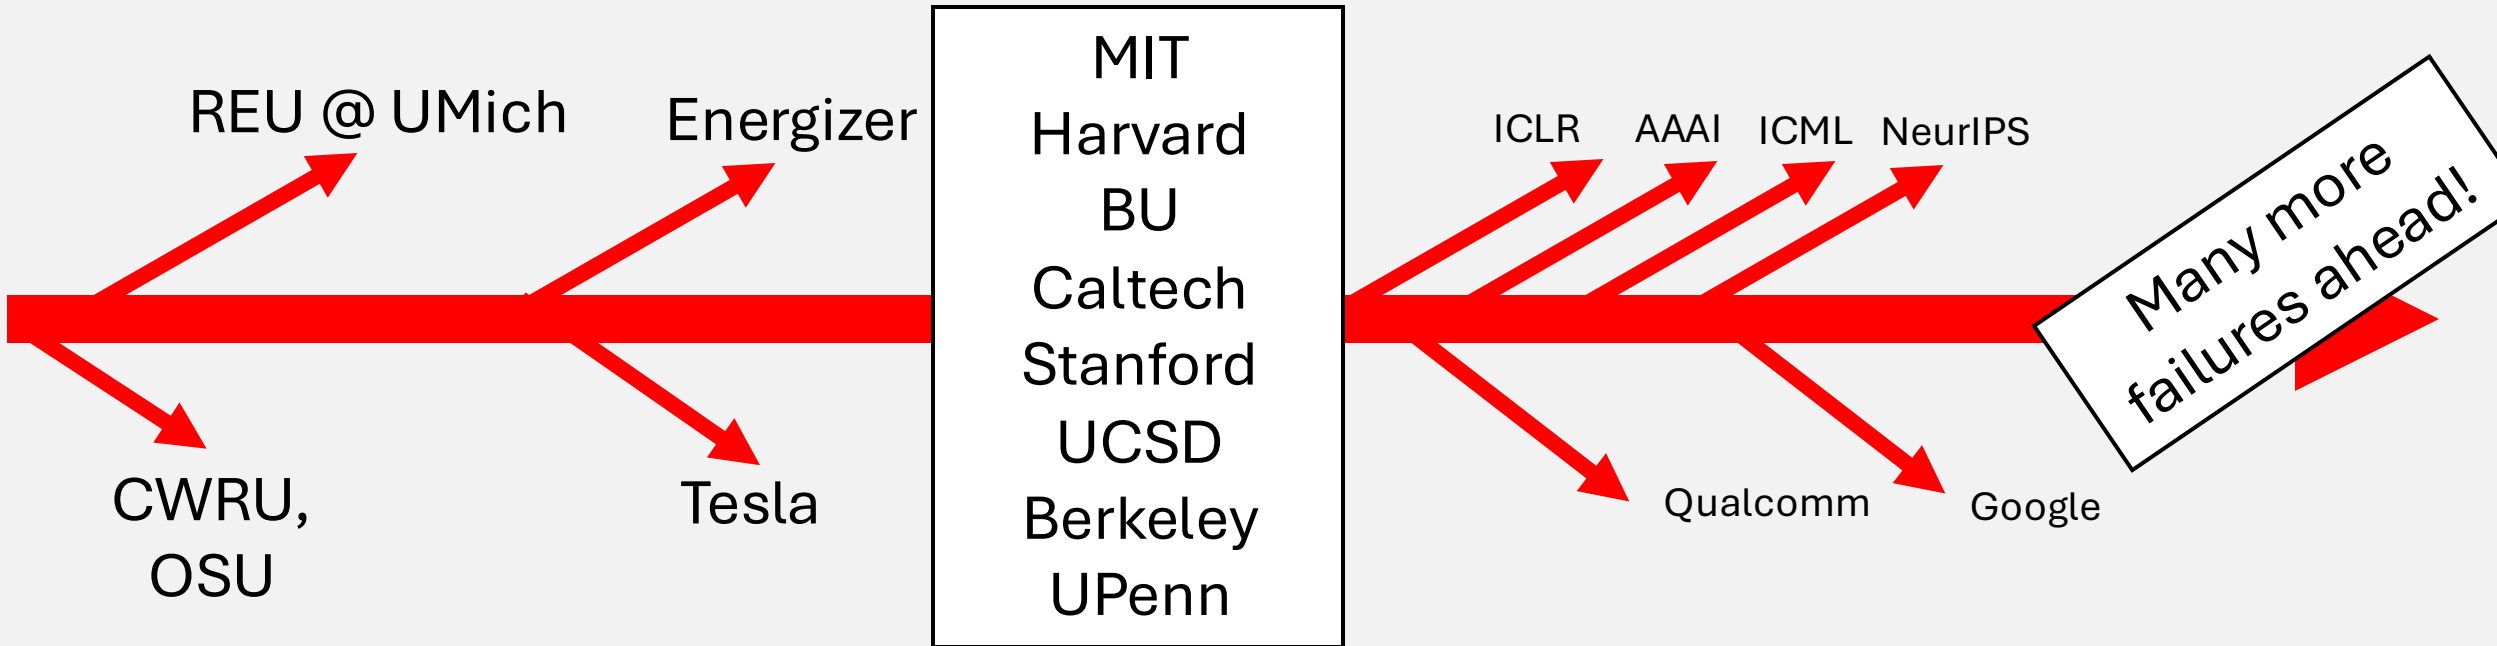 REU @ UMich
Energizer
CWRU,
OSU
Tesla
MIT
Harvard
BU
Caltech
Stanford
UCSD
Berkeley
UPenn
ICLR
AAAI
ICML
NeurIPS
Qualcomm
Google
Many more
failures ahead!